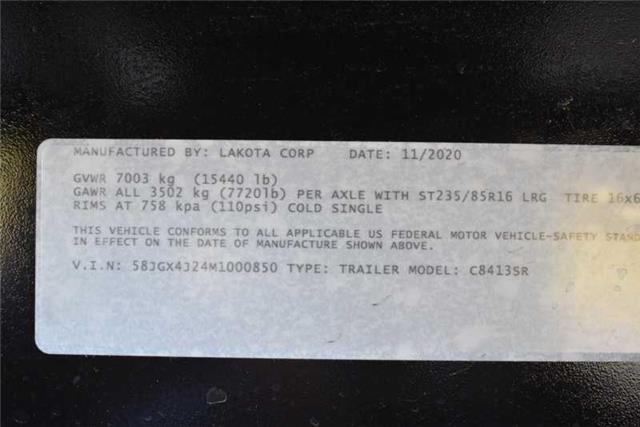 MANUFACTURED BY: LAKOTA CORP DATE: 11/2020
GVWR 7003 kg (15440 lb)
GAWR ALL 3502 kg (7720lb) PER AXLE WITH ST235/85R16 LRG TIRE 16x6
RIMS AT 758 kpa (110psi) COLD SINGLE
THIS VEHICLE CONFORMS TO ALL APPLICABLE US FEDERAL MOTOR VEHICLE-SAFETY STAND
IN EFFECT ON THE DATE OF MANUFACTURE SHOWN ABOVE.
V.I.N: 58JGX4J24M1000850 TYPE: TRAILER MODEL: C8413SR